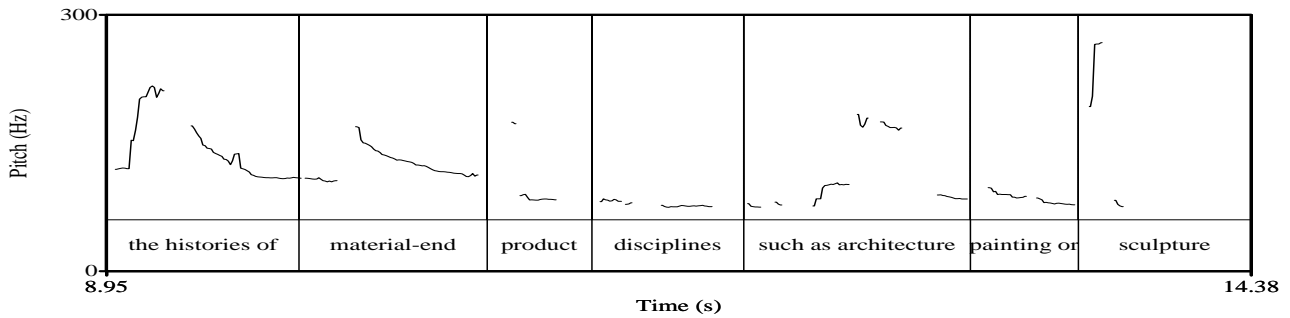 300
Pitch (Hz)
the histories of material-end product disciplines such as architecture painting or sculpture
0
8.95 14.38
Time (s)